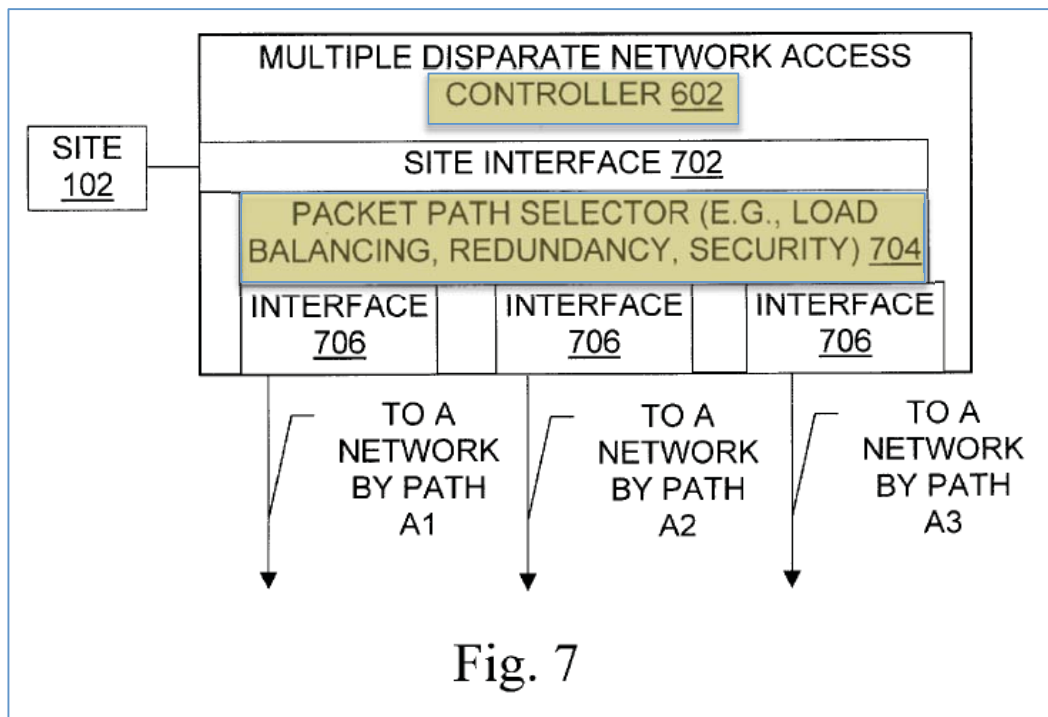 MULTIPLE DISPARATE NETWORK ACCESS
CONTROLLER 602
SITE
102
SITE INTERFACE 702
PACKET PATH SELECTOR (E.G., LOAD
BALANCING, REDUNDANCY, SECURITY) 704
INTERFACE
706
INTERFACE
706
INTERFACE
706
TO A
NETWORK
BY PATH
A1
TO A
NETWORK
BY PATH
A2
TO A
NETWORK
BY PATH
A3
Fig. 7